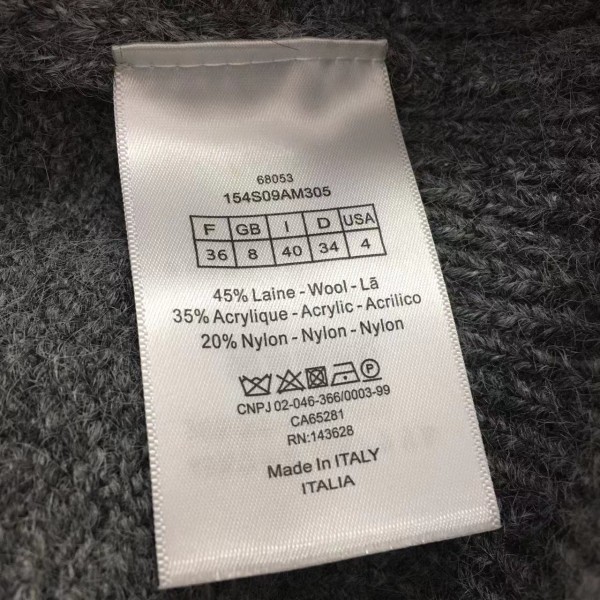 68053
154S09AM305
F GB I D USA
36 8 40 34 4
45% Laine - Wool - Lã
35% Acrylique - Acrylic - Acrilico
20% Nylon - Nylon - Nylon
P
CNPJ 02-046-366/0003-99
CA65281
RN:143628
Made In ITALY
ITALIA